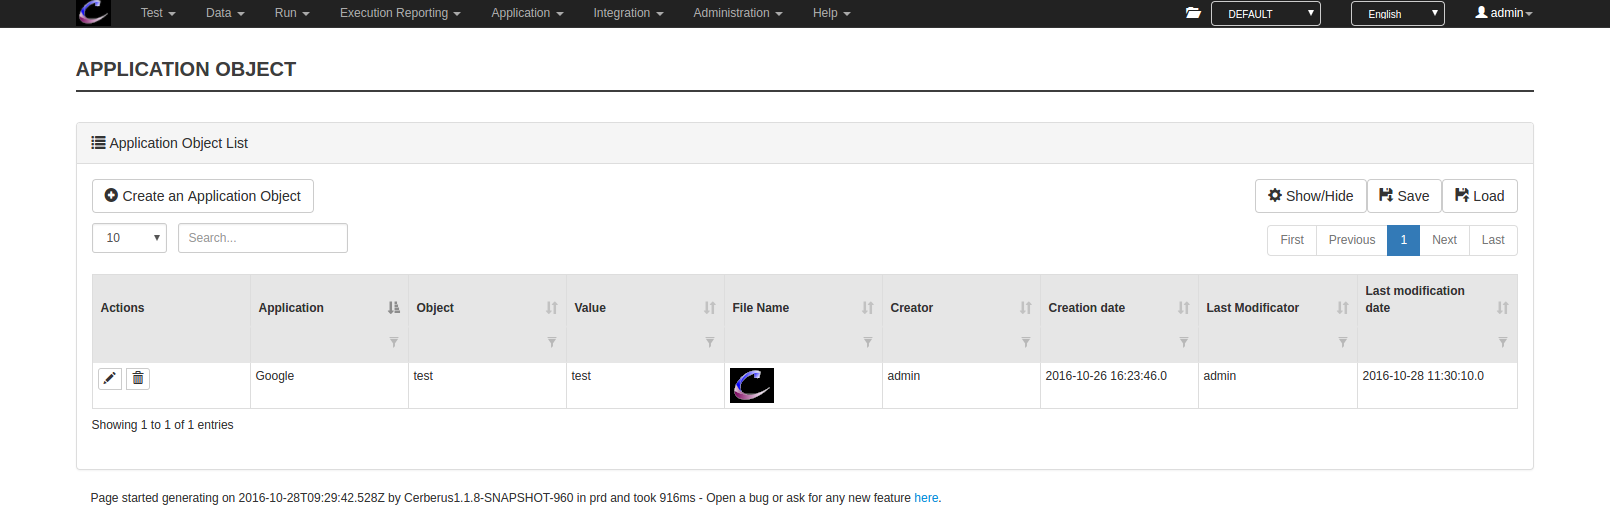 Test Data Run Execution Reporting Application Integration Administration Help DEFAULT English admin
APPLICATION OBJECT
Application Object List
Create an Application Object Show/Hide Save Load
10 Search... First Previous 1 Next Last
Actions Application Object Value File Name Creator Creation date Last Modificator Last modification date
Google test test admin 2016-10-26 16:23:46.0 admin 2016-10-28 11:30:10.0
Showing 1 to 1 of 1 entries
Page started generating on 2016-10-28T09:29:42.528Z by Cerberus1.1.8-SNAPSHOT-960 in prd and took 916ms - Open a bug or ask for any new feature here.